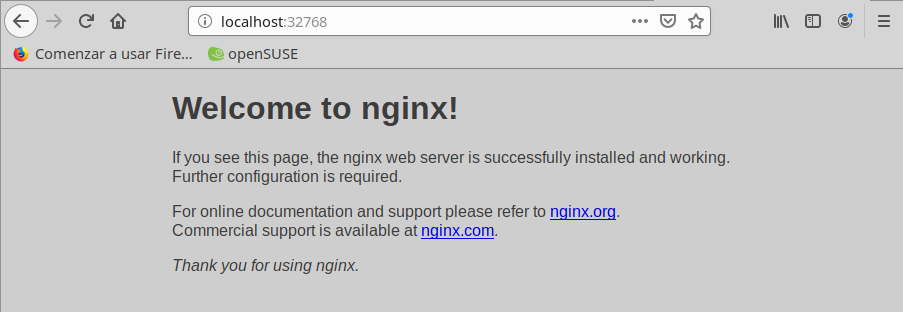 localhost:32768
Comenzar a usar Fire... openSUSE
Welcome to nginx!
If you see this page, the nginx web server is successfully installed and working.
Further configuration is required.
For online documentation and support please refer to nginx.org.
Commercial support is available at nginx.com.
Thank you for using nginx.